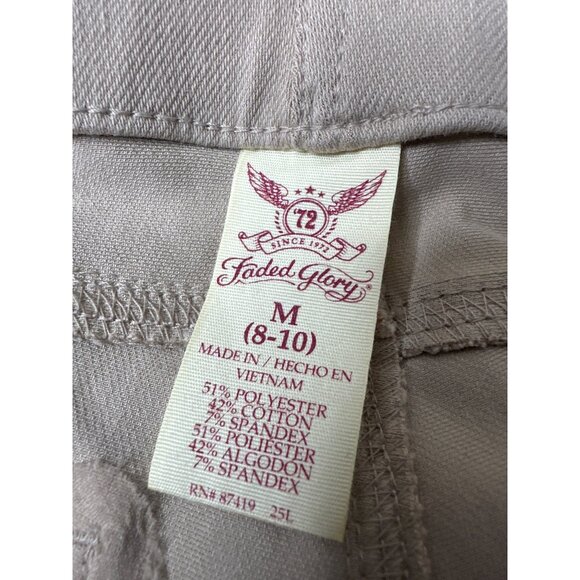 '72
SINCE 1972
Faded Glory®
M
(8-10)
MADE IN / HECHO EN
VIETNAM
51% POLYESTER
42% COTTON
7% SPANDEX
51% POLIESTER
42% ALGODON
7% SPANDEX
RN# 87419 25L